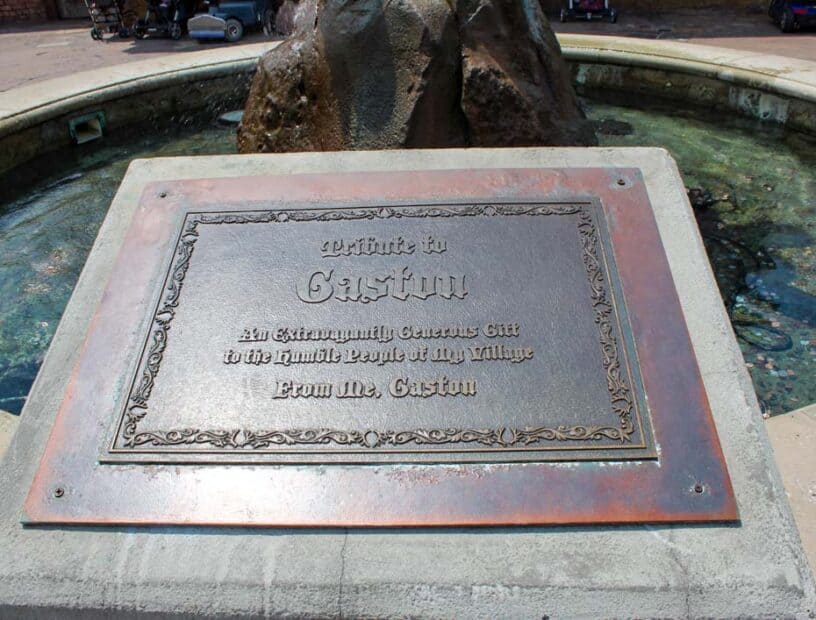 Tribute to
Gaston
An Extravagantly Generous Gift
to the Humble People of My Village
From Me, Gaston